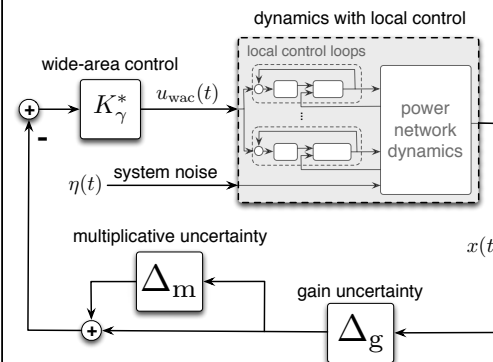 dynamics with local control
local control loops
wide-area control
+
K*γ
u_wac(t)
...
power
network
dynamics
-
η(t)
system noise
x(t
multiplicative uncertainty
Δm
gain uncertainty
+
Δg